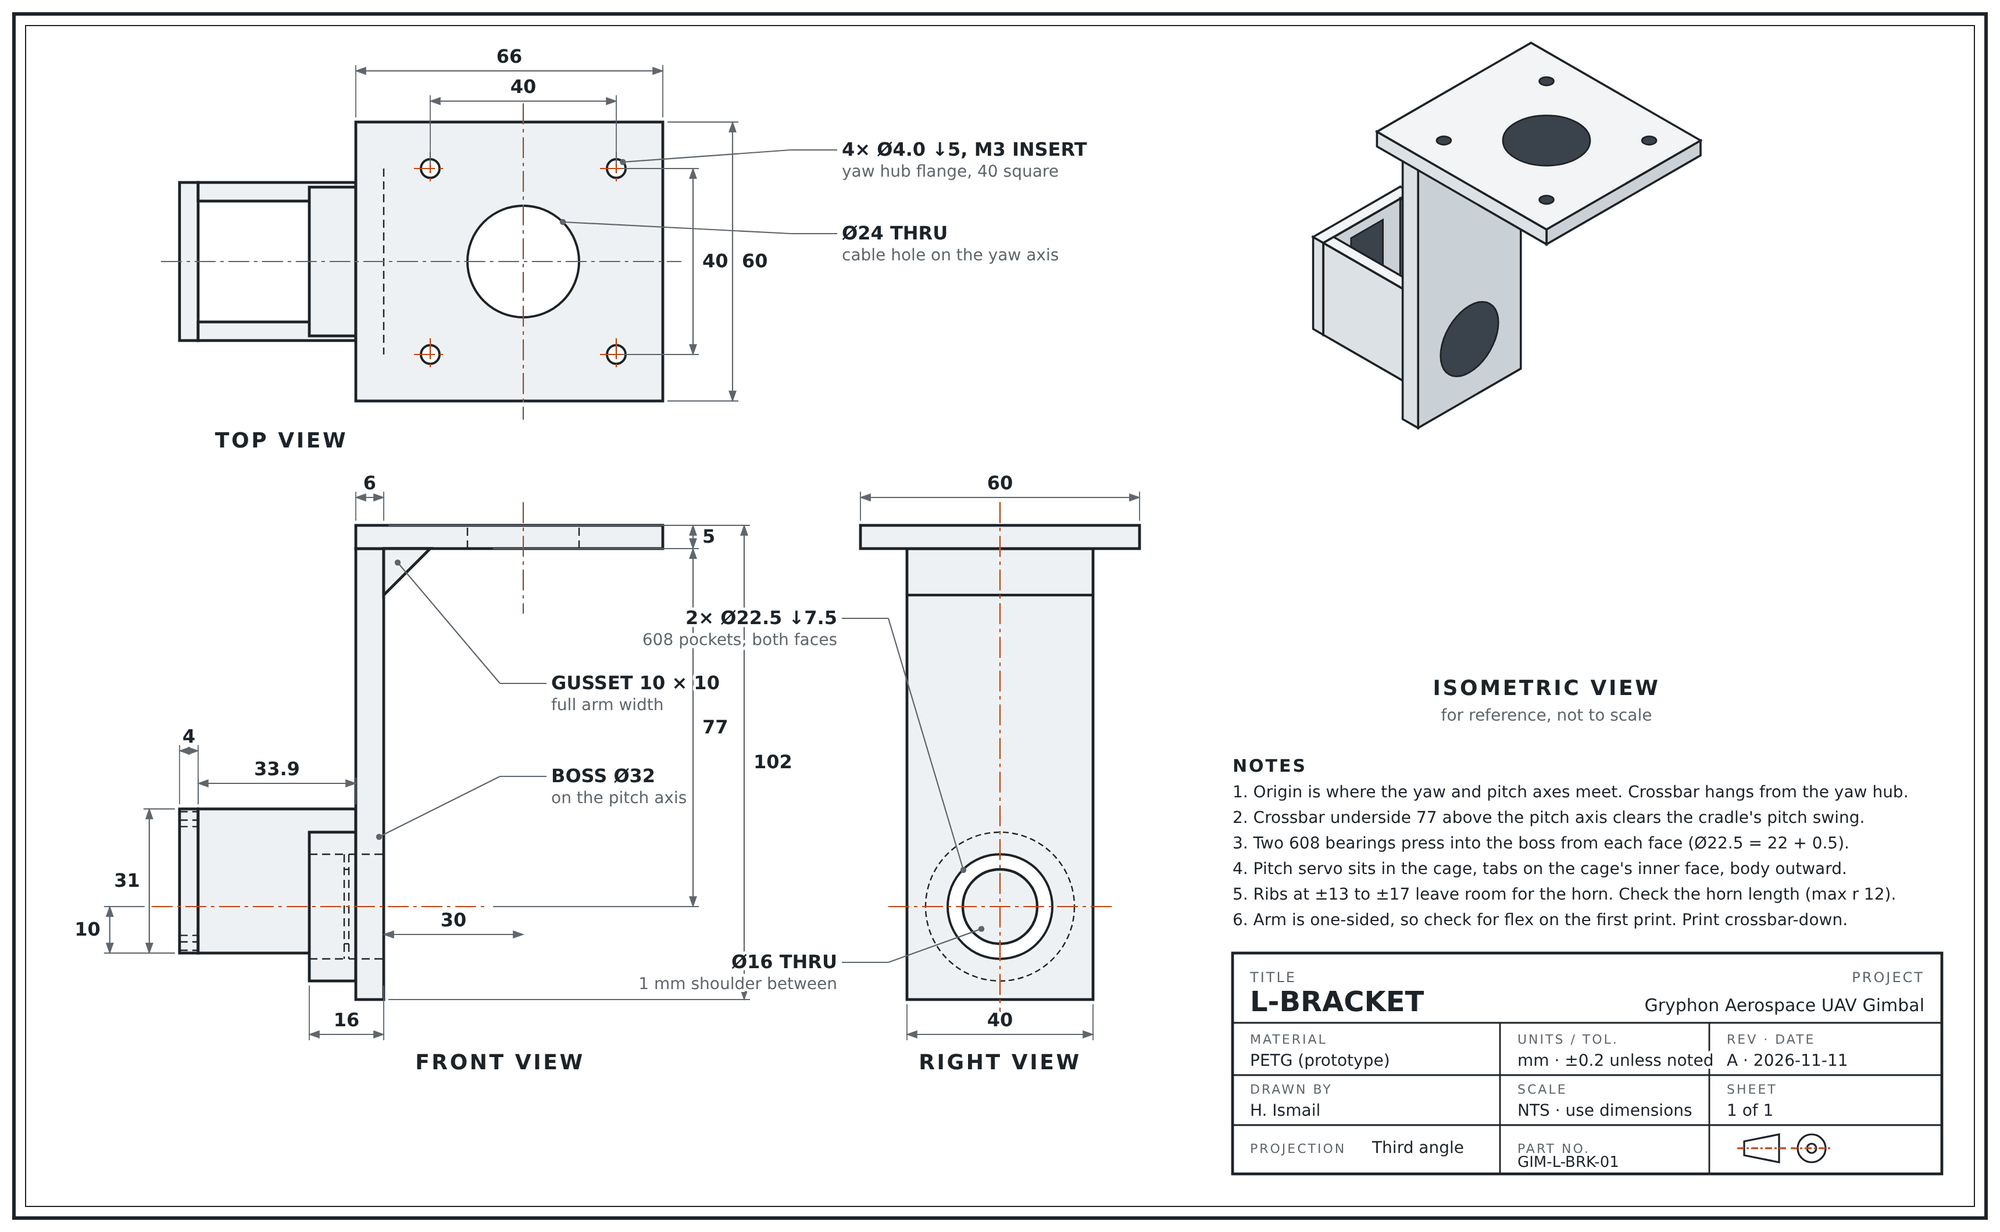 66
40
4× Ø4.0 ↓5, M3 INSERT
yaw hub flange, 40 square
Ø24 THRU
cable hole on the yaw axis
40
60
TOP VIEW
6
5
60
2× Ø22.5 ↓7.5
608 pockets, both faces
GUSSET 10 × 10
full arm width
77
102
4
33.9
BOSS Ø32
on the pitch axis
31
10
30
Ø16 THRU
1 mm shoulder between
16
40
FRONT VIEW
RIGHT VIEW
ISOMETRIC VIEW
for reference, not to scale
NOTES
1. Origin is where the yaw and pitch axes meet. Crossbar hangs from the yaw hub.
2. Crossbar underside 77 above the pitch axis clears the cradle's pitch swing.
3. Two 608 bearings press into the boss from each face (Ø22.5 = 22 + 0.5).
4. Pitch servo sits in the cage, tabs on the cage's inner face, body outward.
5. Ribs at ±13 to ±17 leave room for the horn. Check the horn length (max r 12).
6. Arm is one-sided, so check for flex on the first print. Print crossbar-down.
TITLE
L-BRACKET
PROJECT
Gryphon Aerospace UAV Gimbal
MATERIAL
PETG (prototype)
UNITS / TOL.
mm · ±0.2 unless noted
REV · DATE
A · 2026-11-11
DRAWN BY
H. Ismail
SCALE
NTS · use dimensions
SHEET
1 of 1
PROJECTION Third angle
PART NO.
GIM-L-BRK-01